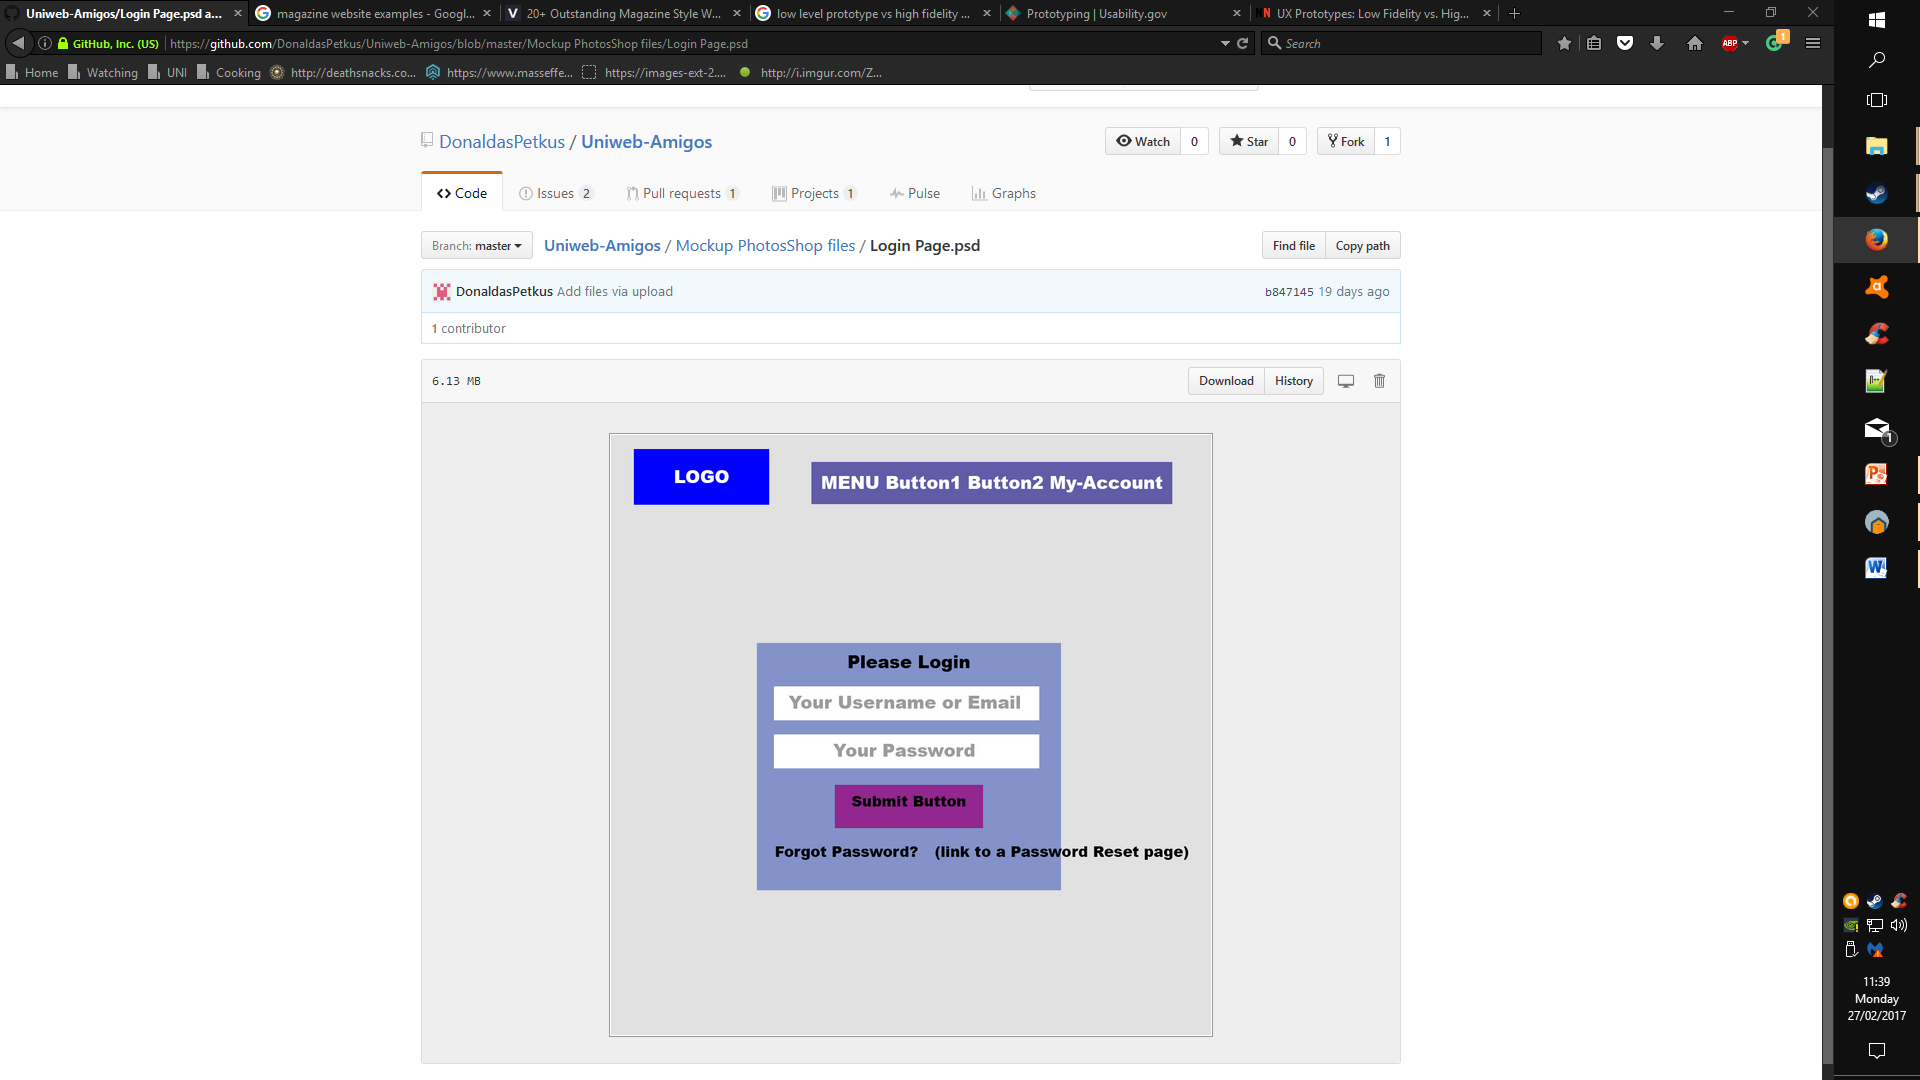 Uniweb-Amigos/Login Page.psd a...
magazine website examples - Googl...
20+ Outstanding Magazine Style W...
low level prototype vs high fidelity ...
Prototyping | Usability.gov
UX Prototypes: Low Fidelity vs. Hig...
GitHub, Inc. (US)
https://github.com/DonaldasPetkus/Uniweb-Amigos/blob/master/Mockup PhotosShop files/Login Page.psd
Search
ABP
1
Home
Watching
UNI
Cooking
http://deathsnacks.co...
https://www.masseffe...
https://images-ext-2....
http://i.imgur.com/Z...
DonaldasPetkus / Uniweb-Amigos
Watch 0
Star 0
Fork 1
Code
Issues 2
Pull requests 1
Projects 1
Pulse
Graphs
Branch: master
Uniweb-Amigos / Mockup PhotosShop files / Login Page.psd
Find file
Copy path
DonaldasPetkus Add files via upload
b847145 19 days ago
1 contributor
6.13 MB
Download
History
LOGO
MENU Button1 Button2 My-Account
Please Login
Your Username or Email
Your Password
Submit Button
Forgot Password? (link to a Password Reset page)
1
11:39
Monday
27/02/2017